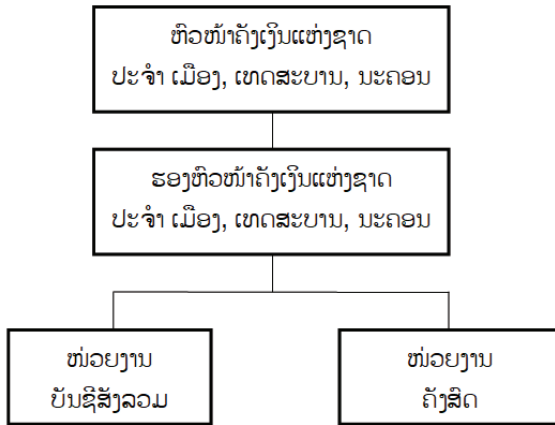 ຫົວໜ້າຄັງເງິນແຫ່ງຊາດ
ປະຈຳ ເມືອງ, ເທດສະບານ, ນະຄອນ
ຮອງຫົວໜ້າຄັງເງິນແຫ່ງຊາດ
ປະຈຳ ເມືອງ, ເທດສະບານ, ນະຄອນ
ໜ່ວຍງານ
ບັນຊີສັງລວມ
ໜ່ວຍງານ
ຄັງສົດ